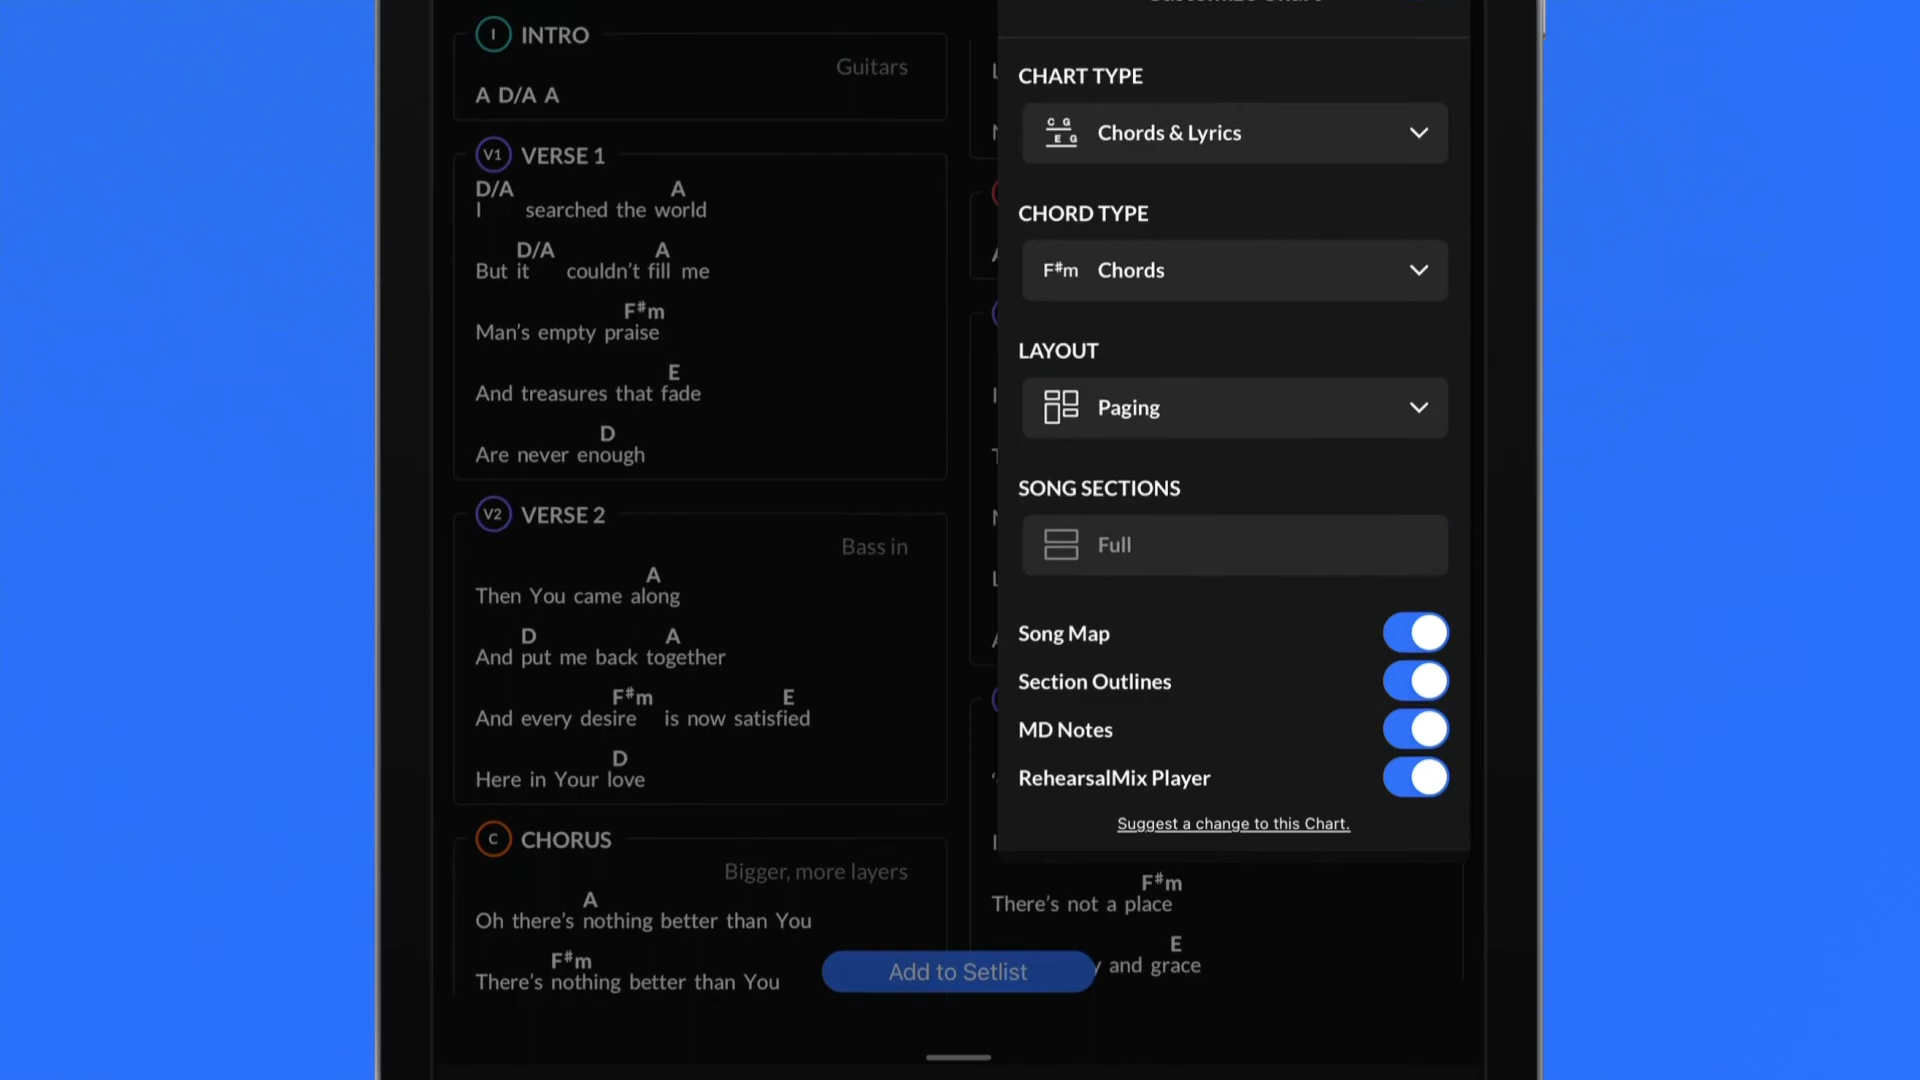 I INTRO
Guitars
A D/A A
V1 VERSE 1
D/A A
I searched the world
D/A A
But it couldn't fill me
F#m
Man's empty praise
E
And treasures that fade
D
Are never enough
V2 VERSE 2
Bass in
A
Then You came along
D A
And put me back together
F#m E
And every desire is now satisfied
D
Here in Your love
C CHORUS
Bigger, more layers
A
Oh there's nothing better than You
F#m
There's nothing better than You
F#m
There's not a place
E
y and grace
Add to Setlist
CHART TYPE
C G
E G
Chords & Lyrics
CHORD TYPE
F#m Chords
LAYOUT
Paging
SONG SECTIONS
Full
Song Map
Section Outlines
MD Notes
RehearsalMix Player
Suggest a change to this Chart.